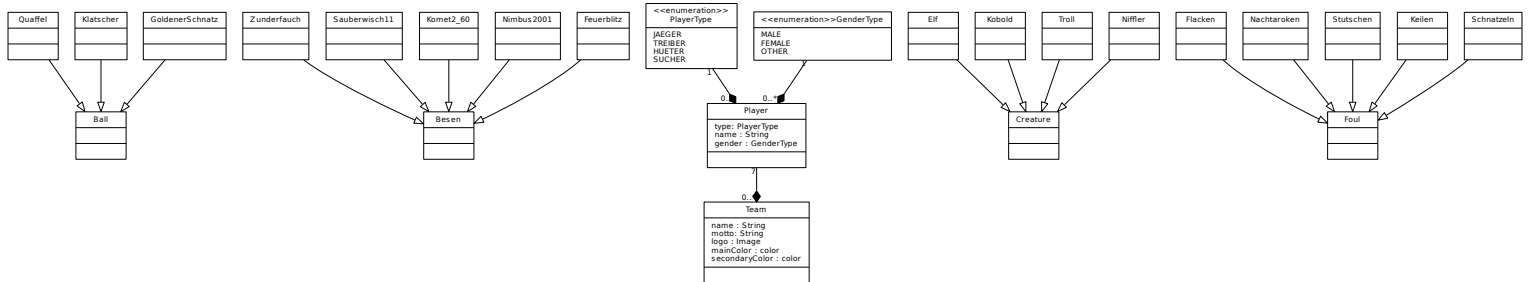 Quaffel
Klatscher
GoldenerSchnatz
Zunderfauch
Sauberwisch11
Komet2_60
Nimbus2001
Feuerblitz
<<enumeration>>
PlayerType
JAEGER
TREIBER
HUETER
SUCHER
<<enumeration>>GenderType
MALE
FEMALE
OTHER
Elf
Kobold
Troll
Niffler
Flacken
Nachtaroken
Stutschen
Keilen
Schnatzeln
1
1
0..
0..*
Ball
Besen
Player
type: PlayerType
name : String
gender : GenderType
Creature
Foul
7
0..
Team
name : String
motto: String
logo : Image
mainColor : color
secondaryColor : color